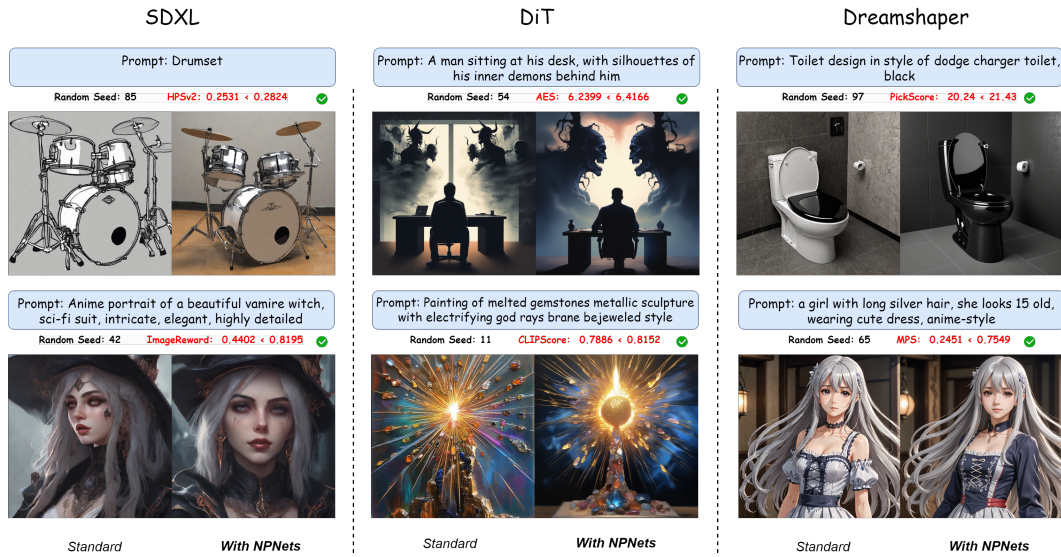 SDXL
Prompt: Drumset
Random Seed: 85 HPSv2: 0.2531 < 0.2824
Prompt: Anime portrait of a beautiful vamire witch,
sci-fi suit, intricate, elegant, highly detailed
Random Seed: 42 ImageReward: 0.4402 < 0.8195
Standard With NPNets
DiT
Prompt: A man sitting at his desk, with silhouettes of
his inner demons behind him
Random Seed: 54 AES: 6.2399 < 6.4166
Prompt: Painting of melted gemstones metallic sculpture
with electrifying god rays brane bejeweled style
Random Seed: 11 CLIPScore: 0.7886 < 0.8152
Standard With NPNets
Dreamshaper
Prompt: Toilet design in style of dodge charger toilet,
black
Random Seed: 97 PickScore: 20.24 < 21.43
Prompt: a girl with long silver hair, she looks 15 old,
wearing cute dress, anime-style
Random Seed: 65 MPS: 0.2451 < 0.7549
Standard With NPNets